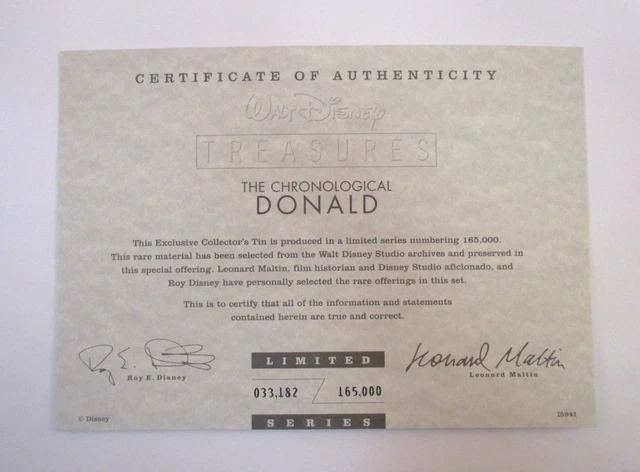 CERTIFICATE OF AUTHENTICITY
WALT DISNEY
TREASURES
THE CHRONOLOGICAL
DONALD
This Exclusive Collector's Tin is produced in a limited series numbering 165,000.
This rare material has been selected from the Walt Disney Studio archives and preserved in
this special offering. Leonard Maltin, film historian and Disney Studio aficionado, and
Roy Disney have personally selected the rare offerings in this set.
This is to certify that all of the information and statements
contained herein are true and correct.
Roy E. Disney
Leonard Maltin
Roy E. Disney
Leonard Maltin
LIMITED
033,182 165,000
SERIES
© Disney
I5941